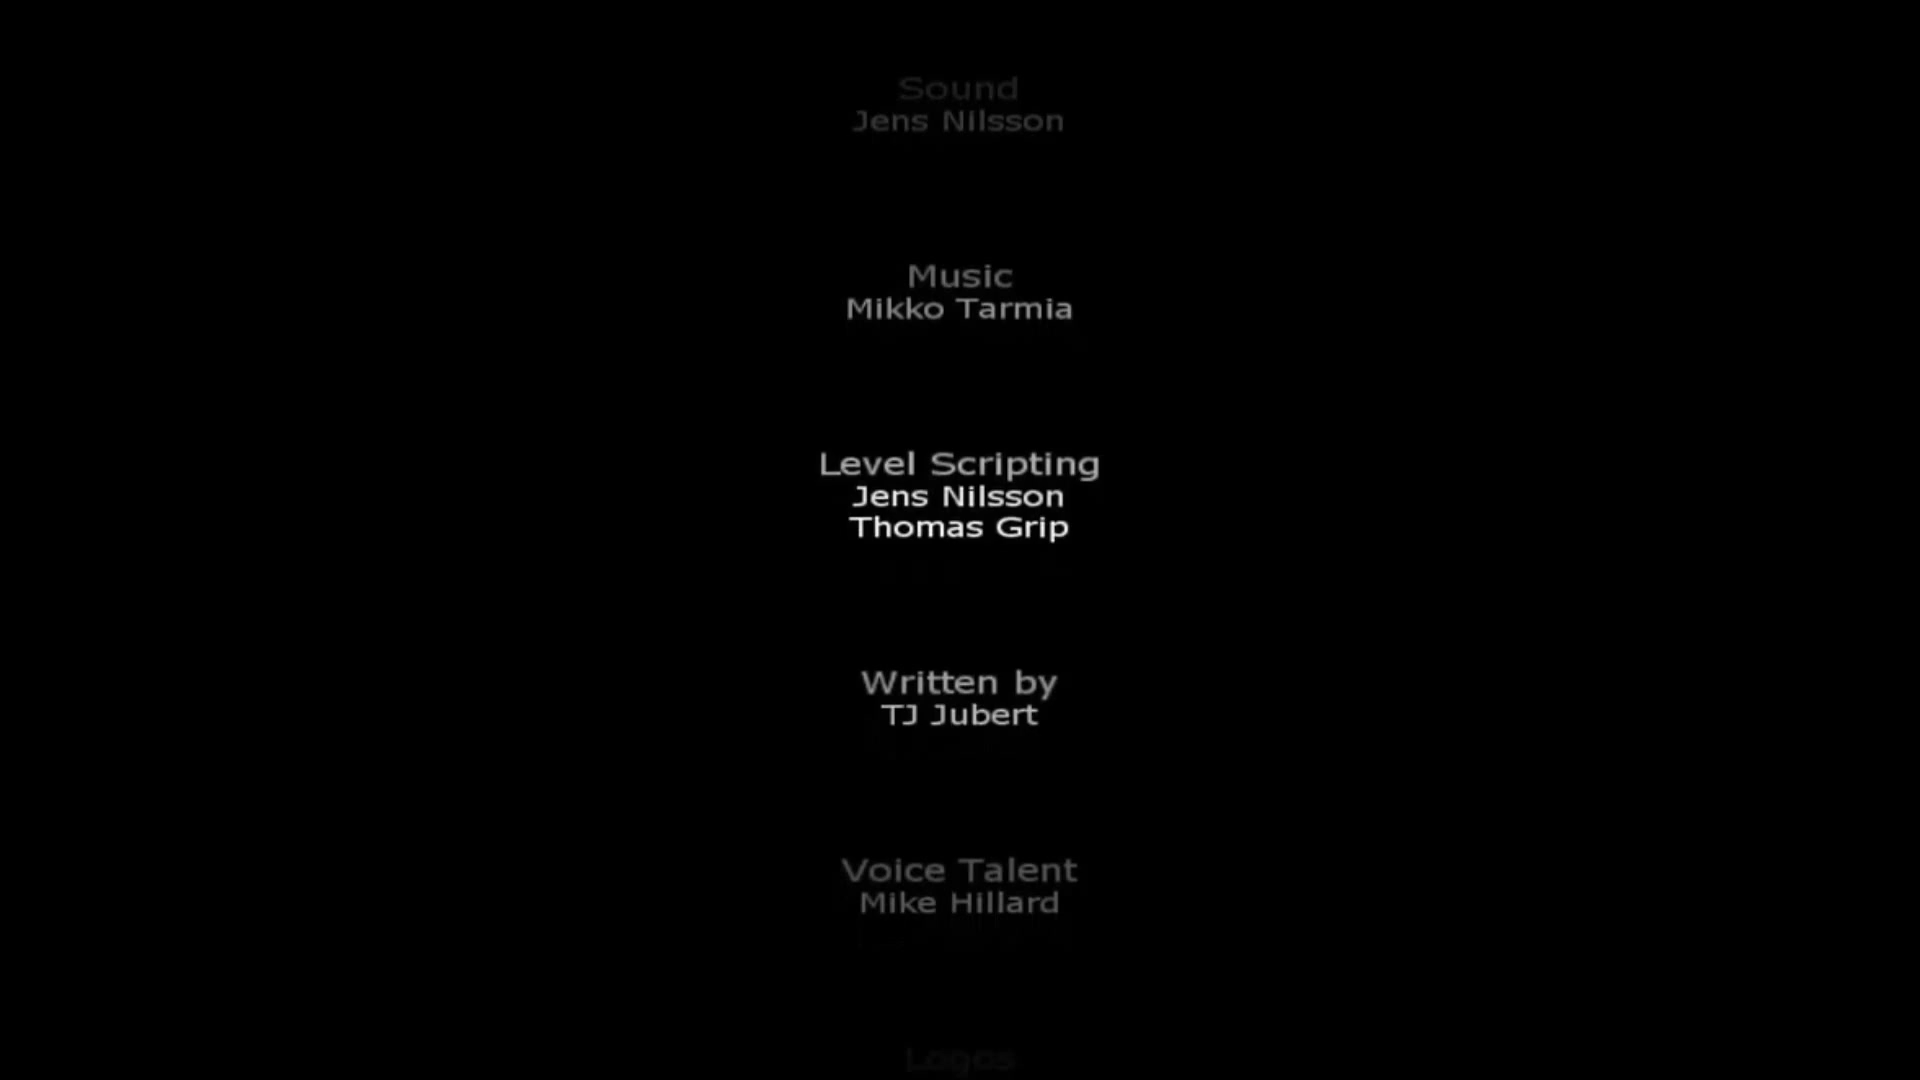 Sound
Jens Nilsson
Music
Mikko Tarmia
Level Scripting
Jens Nilsson
Thomas Grip
Written by
TJ Jubert
Voice Talent
Mike Hillard
Logos